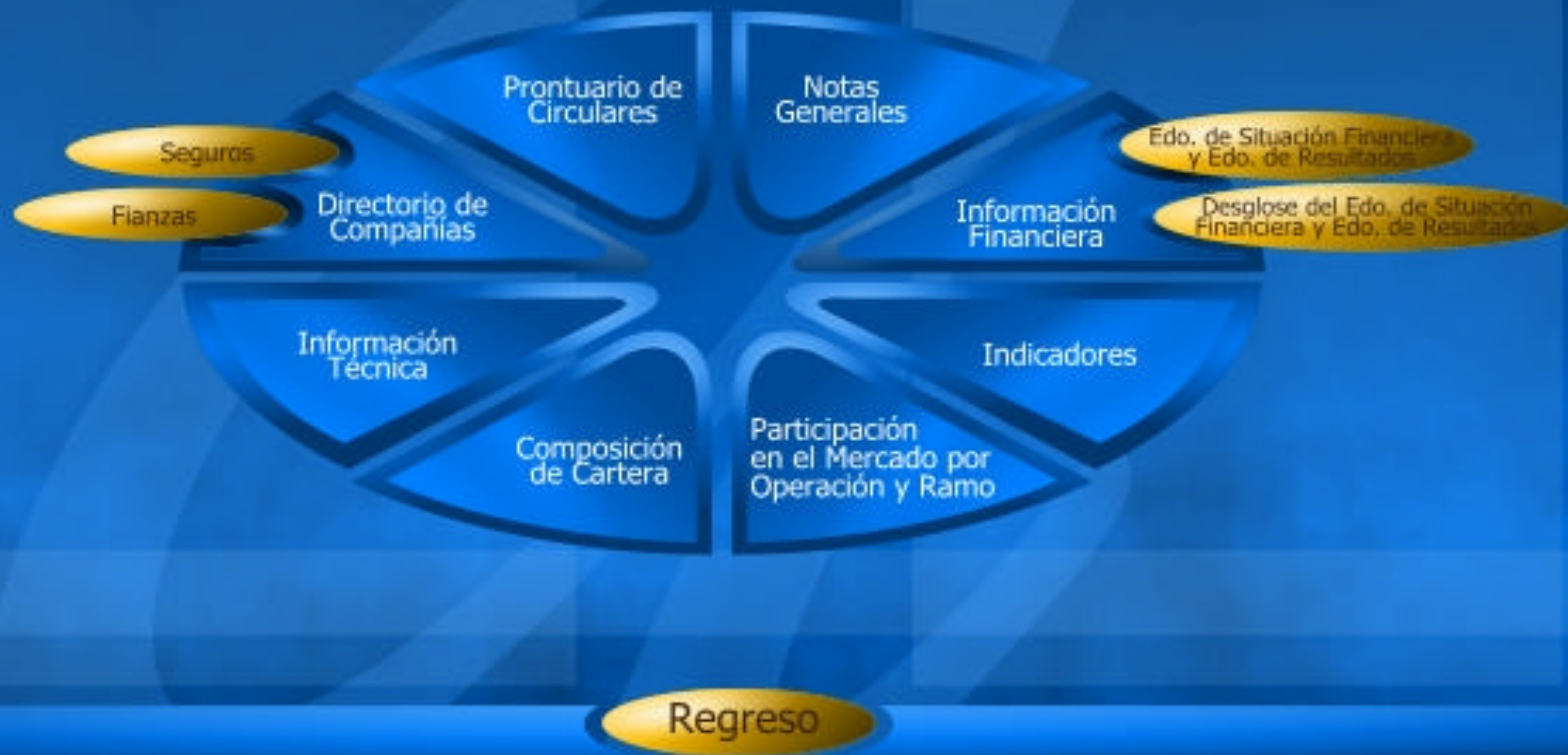 Prontuario de
Circulares
Notas
Generales
Seguros
Fianzas
Directorio de
Compañías
Edo. de Situación Financiera
y Edo. de Resultados
Desglose del Edo. de Situación
Financiera y Edo. de Resultados
Información
Financiera
Información
Técnica
Indicadores
Composición
de Cartera
Participación
en el Mercado por
Operación y Ramo
Regreso